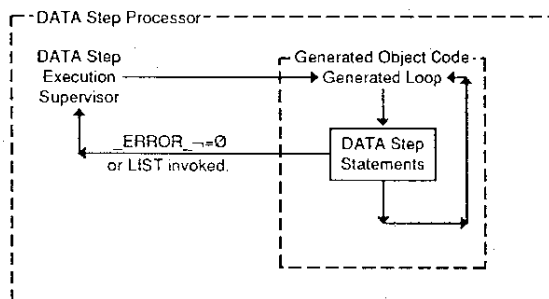 DATA Step Processor
DATA Step
Execution
Supervisor
Generated Object Code
Generated Loop
_ERROR_¬=0
or LIST invoked.
DATA Step
Statements